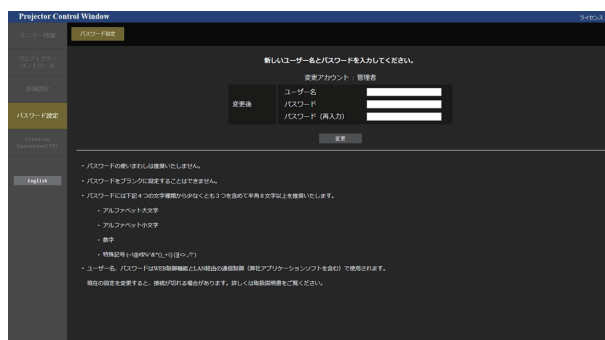 Projector Control Window
ライセンス
モニター情報
パスワード設定
プロジェクター
コントロール
新しいユーザー名とパスワードを入力してください。
変更アカウント : 管理者
詳細設定
ユーザー名
変更後
パスワード
パスワード設定
パスワード（再入力）
変更
Crestron
Connected(TM)
・パスワードの使いまわしは推奨いたしません。
English
・パスワードをブランクに設定することはできません。
・パスワードには下記４つの文字種類から少なくとも３つを含めて半角８文字以上を推奨いたします。
・アルファベット大文字
・アルファベット小文字
・数字
・特殊記号
・ユーザー名、パスワードはWEB制御機能とLAN経由の通信制御（弊社アプリケーションソフトを含む）で使用されます。
現在の設定を変更すると、接続が切れる場合があります。詳しくは取扱説明書をご覧ください。